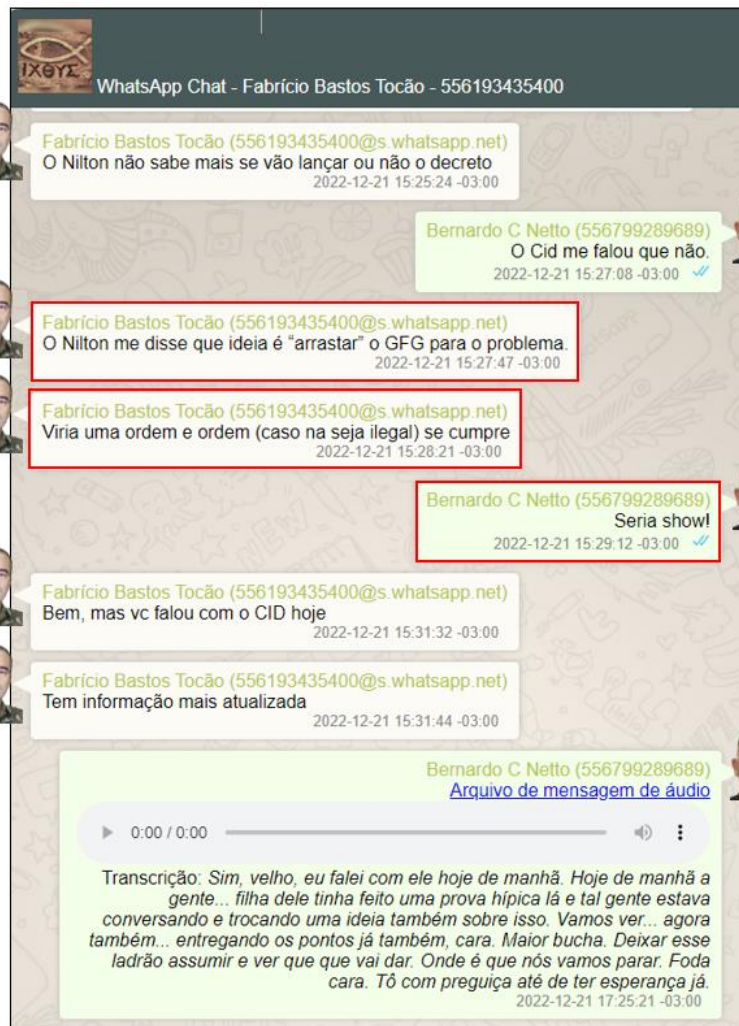 ΙΧΘΥΣ
WhatsApp Chat - Fabrício Bastos Tocão - 556193435400
Fabrício Bastos Tocão (556193435400@s.whatsapp.net)
O Nilton não sabe mais se vão lançar ou não o decreto
2022-12-21 15:25:24 -03:00
Bernardo C Netto (556799289689)
O Cid me falou que não.
2022-12-21 15:27:08 -03:00
Fabrício Bastos Tocão (556193435400@s.whatsapp.net)
O Nilton me disse que ideia é “arrastar” o GFG para o problema.
2022-12-21 15:27:47 -03:00
Fabrício Bastos Tocão (556193435400@s.whatsapp.net)
Viria uma ordem e ordem (caso na seja ilegal) se cumpre
2022-12-21 15:28:21 -03:00
Bernardo C Netto (556799289689)
Seria show!
2022-12-21 15:29:12 -03:00
Fabrício Bastos Tocão (556193435400@s.whatsapp.net)
Bem, mas vc falou com o CID hoje
2022-12-21 15:31:32 -03:00
Fabrício Bastos Tocão (556193435400@s.whatsapp.net)
Tem informação mais atualizada
2022-12-21 15:31:44 -03:00
Bernardo C Netto (556799289689)
Arquivo de mensagem de áudio
0:00 / 0:00
Transcrição: Sim, velho, eu falei com ele hoje de manhã. Hoje de manhã a
gente... filha dele tinha feito uma prova hípica lá e tal gente estava
conversando e trocando uma ideia também sobre isso. Vamos ver... agora
também... entregando os pontos já também, cara. Maior bucha. Deixar esse
ladrão assumir e ver que que vai dar. Onde é que nós vamos parar. Foda
cara. Tô com preguiça até de ter esperança já.
2022-12-21 17:25:21 -03:00